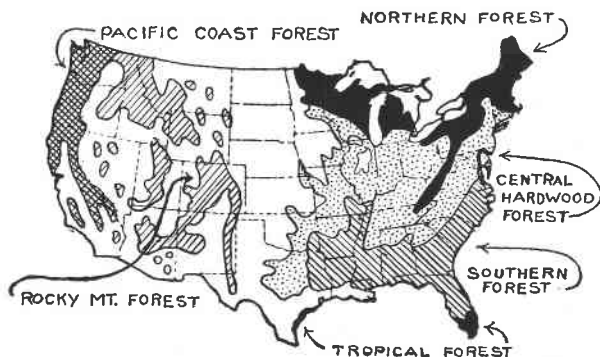 NORTHERN FOREST
PACIFIC COAST FOREST
CENTRAL
HARDWOOD
FOREST
SOUTHERN
FOREST
ROCKY MT. FOREST
TROPICAL FOREST